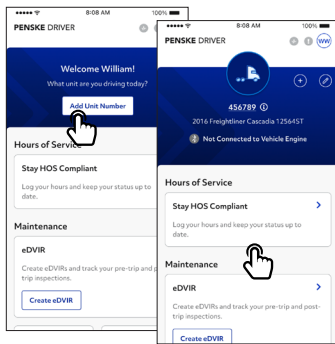 8:08 AM
100%
PENSKE DRIVER
Welcome William!
What unit are you driving today?
Add Unit Number
Hours of Service
Stay HOS Compliant
Log your hours and keep your status up to
date.
Maintenance
eDVIR
Create eDVIRs and track your pre-trip and p
trip inspections.
Create eDVIR
8:08 AM
100%
PENSKE DRIVER
WW
456789
2016 Freightliner Cascadia 125645T
Not Connected to Vehicle Engine
Hours of Service
Stay HOS Compliant
Log your hours and keep your status up to
date.
Maintenance
eDVIR
Create eDVIRs and track your pre-trip and post-
trip inspections.
Create eDVIR